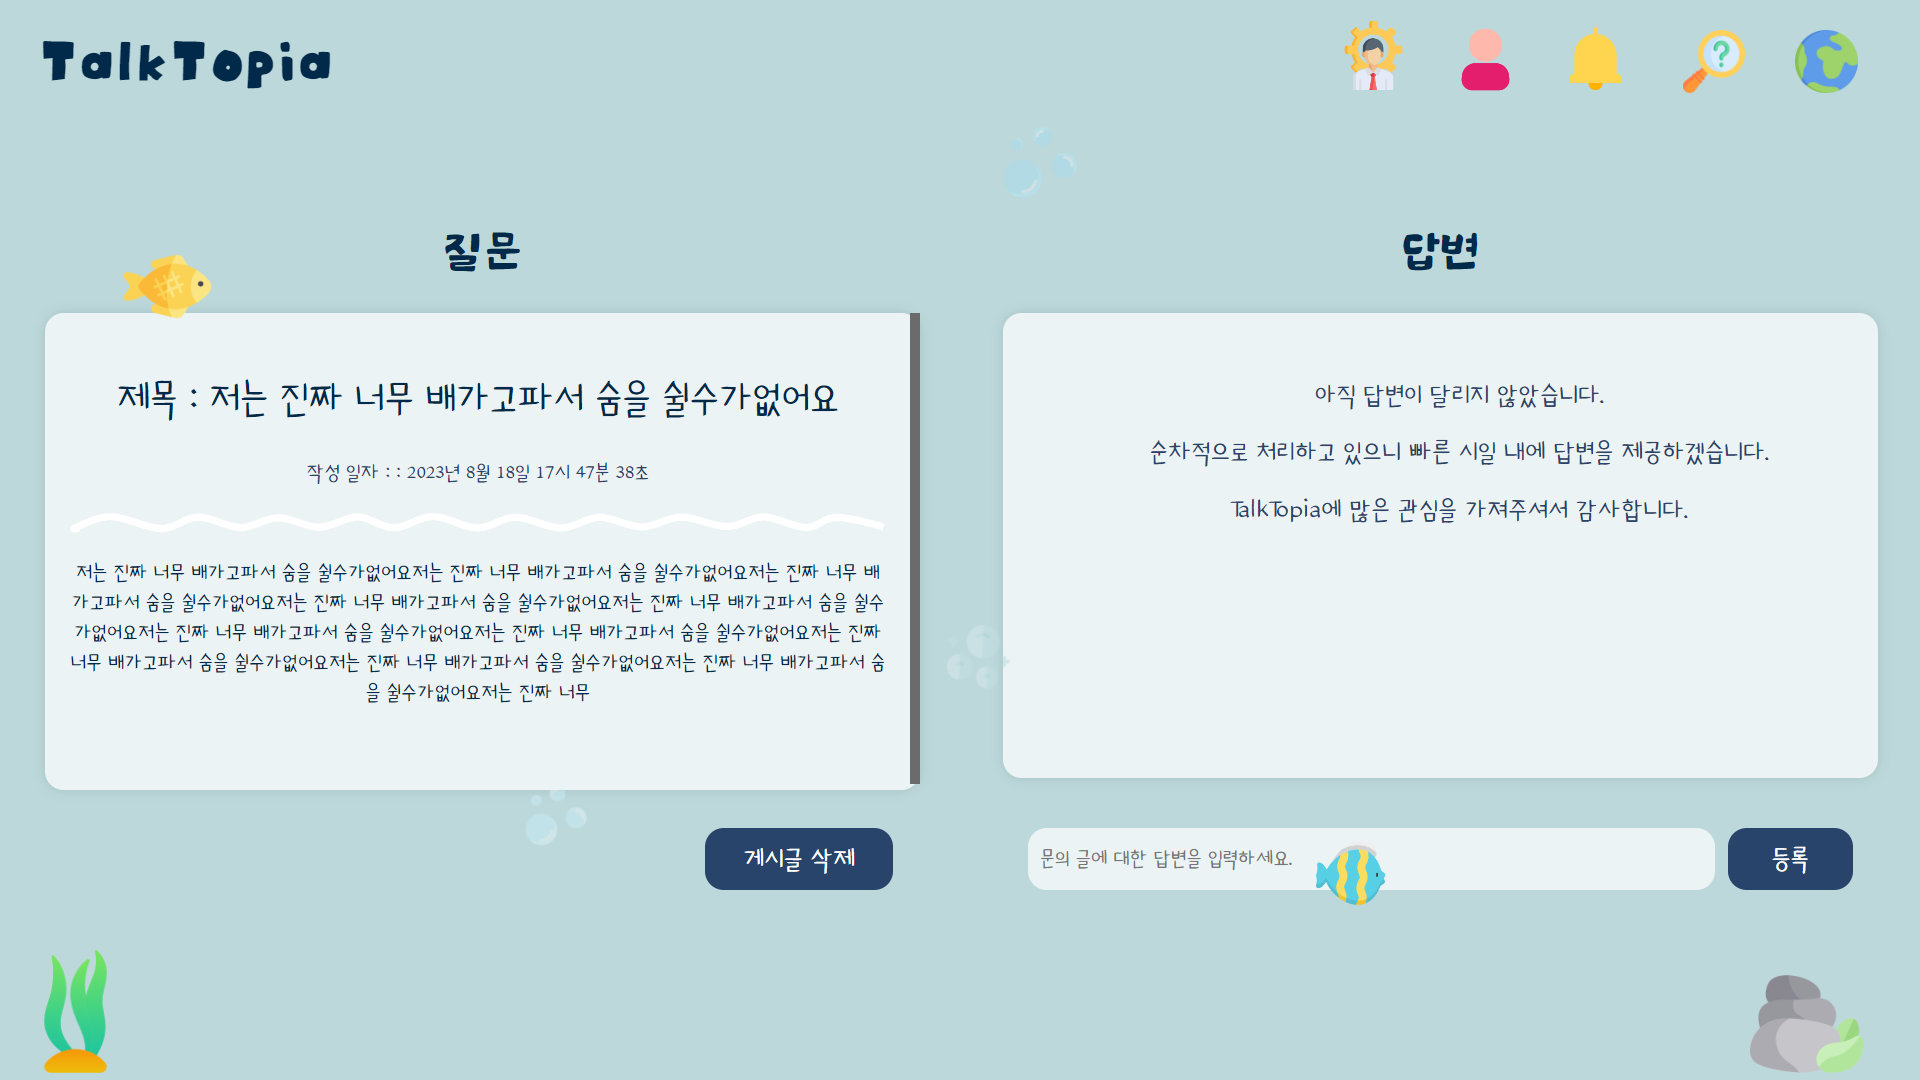 TalkTopia
질문
제목 : 저는 진짜 너무 배가고파서 숨을 쉴수가없어요
작성 일자 : : 2023년 8월 18일 17시 47분 38초
저는 진짜 너무 배가고파서 숨을 쉴수가없어요저는 진짜 너무 배가고파서 숨을 쉴수가없어요저는 진짜 너무 배
가고파서 숨을 쉴수가없어요저는 진짜 너무 배가고파서 숨을 쉴수가없어요저는 진짜 너무 배가고파서 숨을 쉴수
가없어요저는 진짜 너무 배가고파서 숨을 쉴수가없어요저는 진짜 너무 배가고파서 숨을 쉴수가없어요저는 진짜
너무 배가고파서 숨을 쉴수가없어요저는 진짜 너무 배가고파서 숨을 쉴수가없어요저는 진짜 너무 배가고파서 숨
을 쉴수가없어요저는 진짜 너무
게시글 삭제
답변
아직 답변이 달리지 않았습니다.
순차적으로 처리하고 있으니 빠른 시일 내에 답변을 제공하겠습니다.
TalkTopia에 많은 관심을 가져주셔서 감사합니다.
문의 글에 대한 답변을 입력하세요.
등록